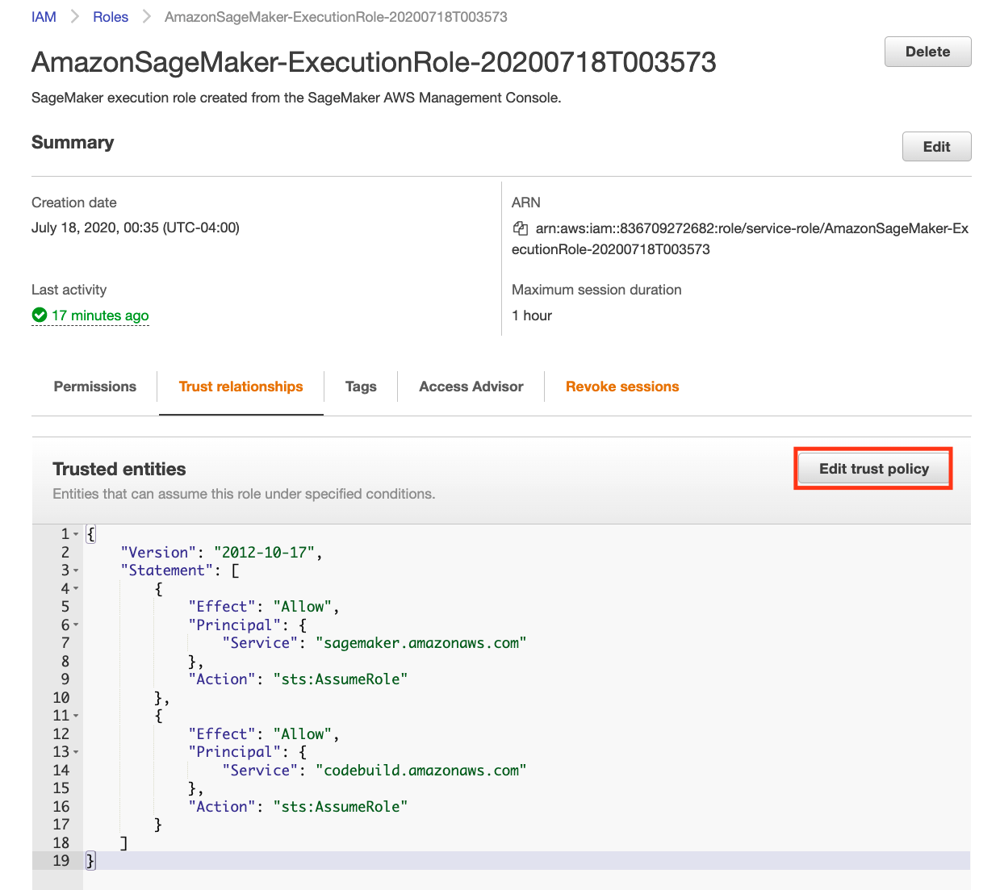 IAM > Roles > AmazonSageMaker-ExecutionRole-20200718T003573
AmazonSageMaker-ExecutionRole-20200718T003573
Delete
SageMaker execution role created from the SageMaker AWS Management Console.
Summary
Edit
Creation date
July 18, 2020, 00:35 (UTC-04:00)
ARN
arn:aws:iam::836709272682:role/service-role/AmazonSageMaker-Ex
ecutionRole-20200718T003573
Last activity
17 minutes ago
Maximum session duration
1 hour
Permissions
Trust relationships
Tags
Access Advisor
Revoke sessions
Trusted entities
Edit trust policy
Entities that can assume this role under specified conditions.
1 {
2 "Version": "2012-10-17",
3 "Statement": [
4 {
5 "Effect": "Allow",
6 "Principal": {
7 "Service": "sagemaker.amazonaws.com"
8 },
9 "Action": "sts:AssumeRole"
10 },
11 {
12 "Effect": "Allow",
13 "Principal": {
14 "Service": "codebuild.amazonaws.com"
15 },
16 "Action": "sts:AssumeRole"
17 }
18 ]
19 }